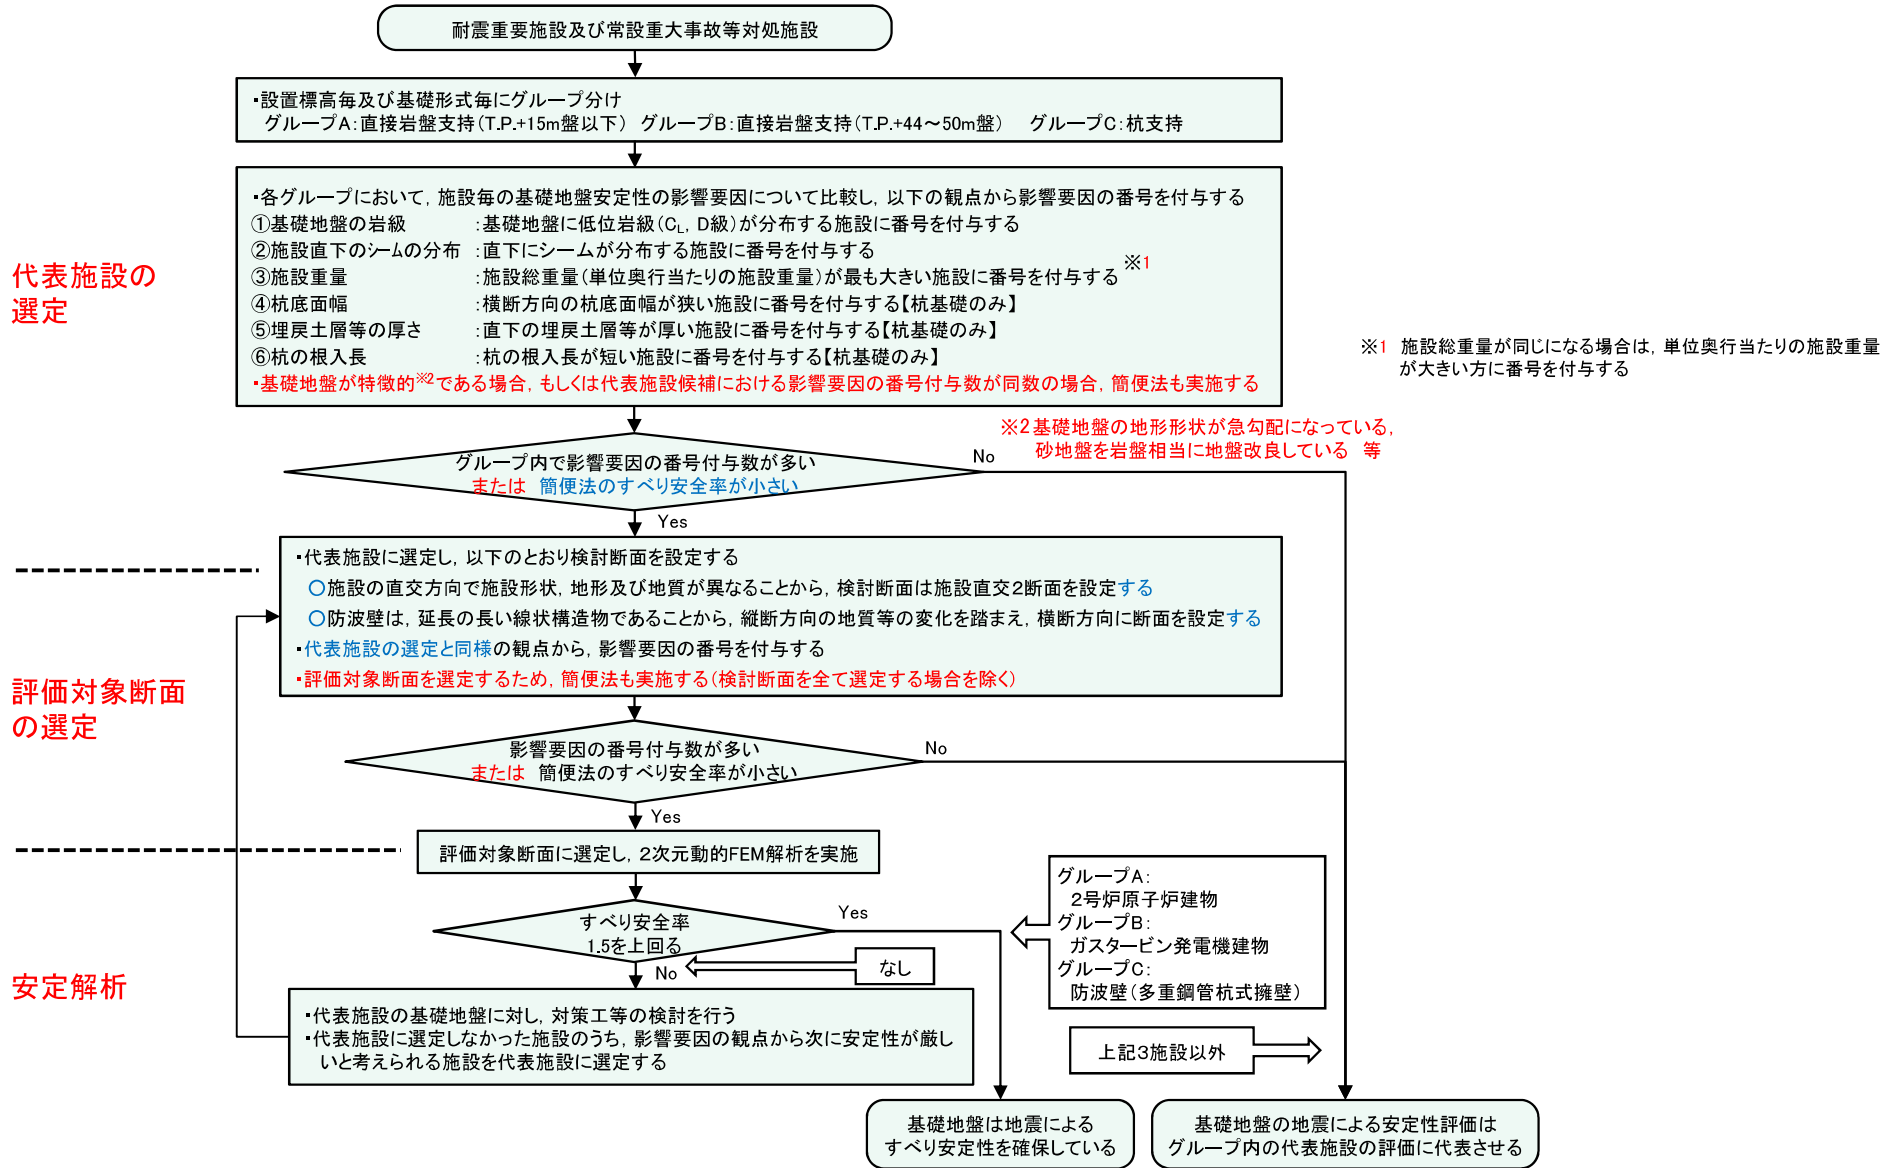 耐震重要施設及び常設重大事故等対処施設
・設置標高毎及び基礎形式毎にグループ分け
グループA:直接岩盤支持(T.P.+15m盤以下) グループB:直接岩盤支持(T.P.+44～50m盤) グループC:杭支持
代表施設の
選定
・各グループにおいて,施設毎の基礎地盤安定性の影響要因について比較し,以下の観点から影響要因の番号を付与する
①基礎地盤の岩級 :基礎地盤に低位岩級(CL, D級)が分布する施設に番号を付与する
②施設直下のシームの分布 :直下にシームが分布する施設に番号を付与する
③施設重量 :施設総重量(単位奥行当たりの施設重量)が最も大きい施設に番号を付与する ※1
④杭底面幅 :横断方向の杭底面幅が狭い施設に番号を付与する【杭基礎のみ】
⑤埋戻土層等の厚さ :直下の埋戻土層等が厚い施設に番号を付与する【杭基礎のみ】
⑥杭の根入長 :杭の根入長が短い施設に番号を付与する【杭基礎のみ】
・基礎地盤が特徴的※2である場合,もしくは代表施設候補における影響要因の番号付与数が同数の場合,簡便法も実施する
※1 施設総重量が同じになる場合は,単位奥行当たりの施設重量
が大きい方に番号を付与する
※2基礎地盤の地形形状が急勾配になっている,
砂地盤を岩盤相当に地盤改良している 等
グループ内で影響要因の番号付与数が多い
または 簡便法のすべり安全率が小さい
No
Yes
評価対象断面
の選定
・代表施設に選定し,以下のとおり検討断面を設定する
○施設の直交方向で施設形状,地形及び地質が異なることから,検討断面は施設直交2断面を設定する
○防波壁は,延長の長い線状構造物であることから,縦断方向の地質等の変化を踏まえ,横断方向に断面を設定する
・代表施設の選定と同様の観点から,影響要因の番号を付与する
・評価対象断面を選定するため,簡便法も実施する(検討断面を全て選定する場合を除く)
影響要因の番号付与数が多い
または 簡便法のすべり安全率が小さい
No
Yes
評価対象断面に選定し,2次元動的FEM解析を実施
安定解析
すべり安全率
1.5を上回る
Yes
No
なし
グループA:
2号炉原子炉建物
グループB:
ガスタービン発電機建物
グループC:
防波壁(多重鋼管杭式擁壁)
・代表施設の基礎地盤に対し,対策工等の検討を行う
・代表施設に選定しなかった施設のうち,影響要因の観点から次に安定性が厳し
いと考えられる施設を代表施設に選定する
上記3施設以外
基礎地盤は地震による
すべり安定性を確保している
基礎地盤の地震による安定性評価は
グループ内の代表施設の評価に代表させる